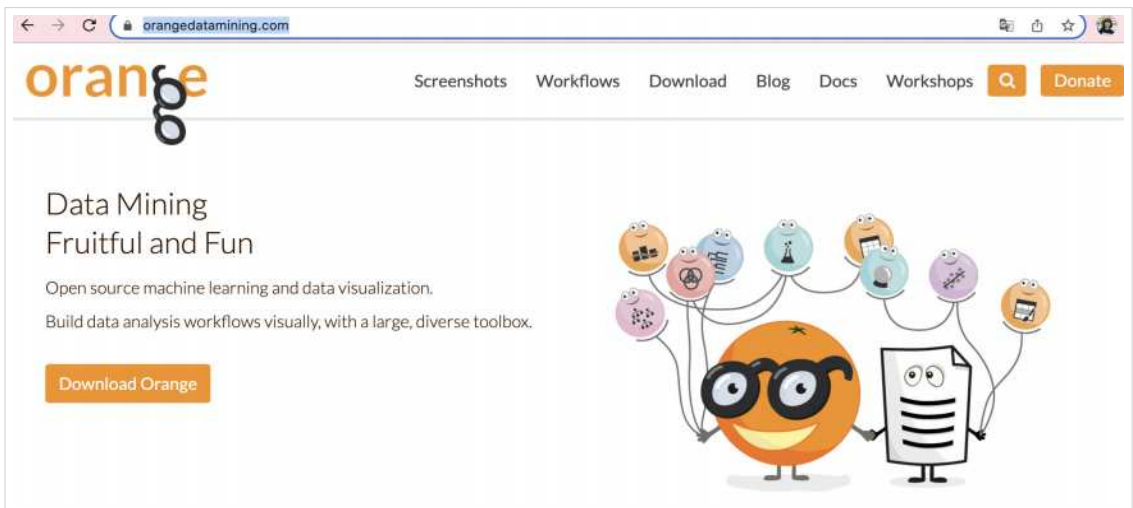 orangedatamining.com
orange
Screenshots Workflows Download Blog Docs Workshops Donate
Data Mining
Fruitful and Fun
Open source machine learning and data visualization.
Build data analysis workflows visually, with a large, diverse toolbox.
Download Orange